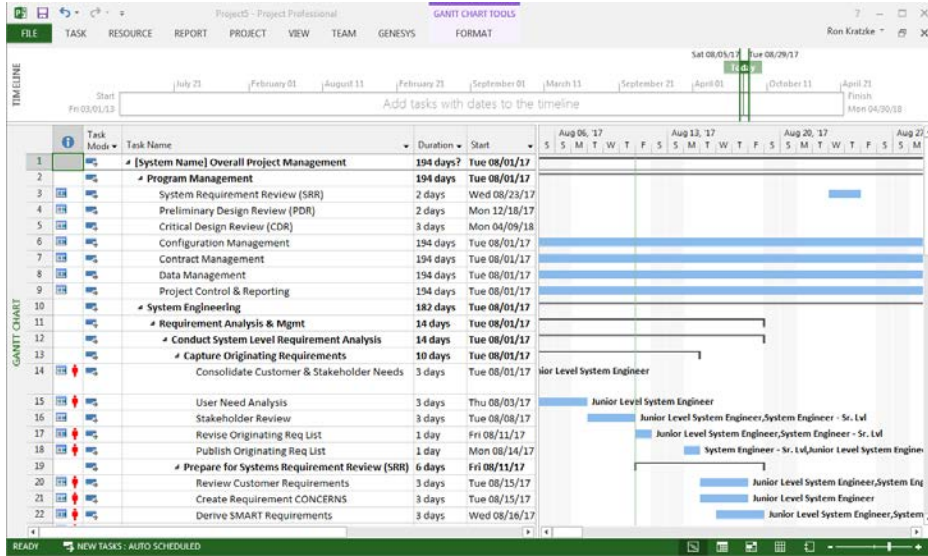 Project5 - Project Professional
GANTT CHART TOOLS
FILE TASK RESOURCE REPORT PROJECT VIEW TEAM GENESYS FORMAT
Ron Kratzke
TIMELINE
Sat 08/05/17 Tue 08/29/17
Today
July 21 February 01 August 11 February 21 September 01 March 11 September 21 April 01 October 11 April 21
Start
Fri 03/01/13
Add tasks with dates to the timeline
Finish
Mon 04/30/18
GANTT CHART
Task Mode Task Name Duration Start
Aug 06, '17 Aug 13, '17 Aug 20, '17 Aug 27
S S M T W T F S S M T W T F S S M T W T F S S M
1 [System Name] Overall Project Management 194 days? Tue 08/01/17
2 Program Management 194 days Tue 08/01/17
3 System Requirement Review (SRR) 2 days Wed 08/23/17
4 Preliminary Design Review (PDR) 2 days Mon 12/18/17
5 Critical Design Review (CDR) 3 days Mon 04/09/18
6 Configuration Management 194 days Tue 08/01/17
7 Contract Management 194 days Tue 08/01/17
8 Data Management 194 days Tue 08/01/17
9 Project Control & Reporting 194 days Tue 08/01/17
10 System Engineering 182 days Tue 08/01/17
11 Requirement Analysis & Mgmt 14 days Tue 08/01/17
12 Conduct System Level Requirement Analysis 14 days Tue 08/01/17
13 Capture Originating Requirements 10 days Tue 08/01/17
14 Consolidate Customer & Stakeholder Needs 3 days Tue 08/01/17 nior Level System Engineer
15 User Need Analysis 3 days Thu 08/03/17 Junior Level System Engineer
16 Stakeholder Review 3 days Tue 08/08/17 Junior Level System Engineer,System Engineer - Sr. Lvl
17 Revise Originating Req List 1 day Fri 08/11/17 Junior Level System Engineer,System Engineer - Sr. Lvl
18 Publish Originating Req List 1 day Mon 08/14/17 System Engineer - Sr. Lvl,Junior Level System Enginee
19 Prepare for Systems Requirement Review (SRR) 6 days Fri 08/11/17
20 Review Customer Requirements 3 days Tue 08/15/17 Junior Level System Engineer,System Eng
21 Create Requirement CONCERNS 3 days Tue 08/15/17 Junior Level System Engineer
22 Derive SMART Requirements 3 days Wed 08/16/17 Junior Level System Engineer,System
READY NEW TASKS : AUTO SCHEDULED